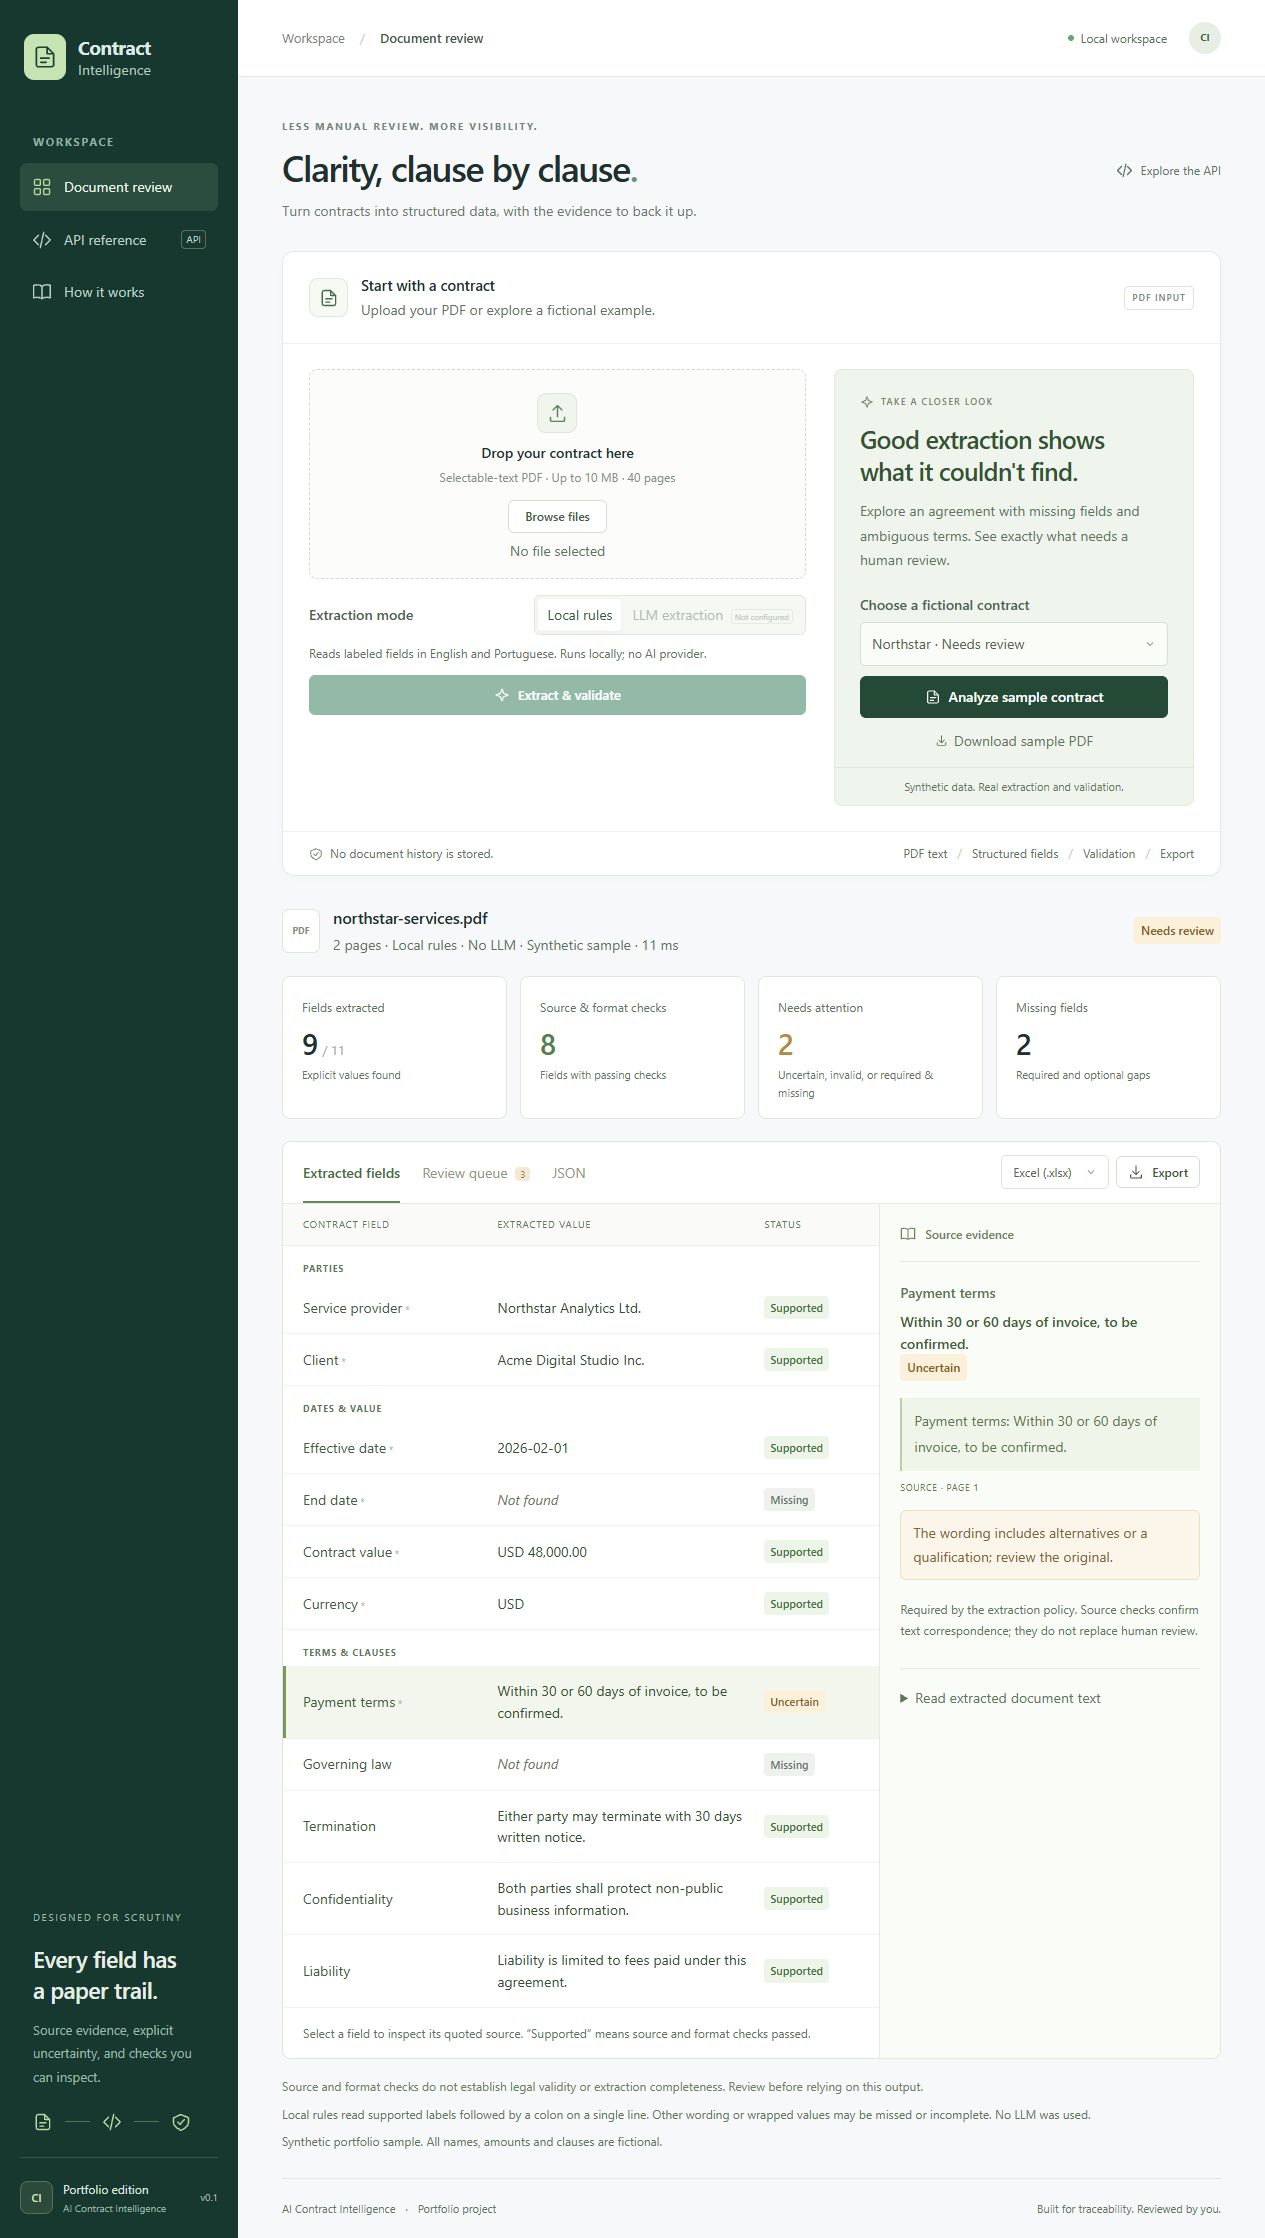 Contract
Intelligence
WORKSPACE
Document review
API reference
API
How it works
DESIGNED FOR SCRUTINY
Every field has
a paper trail.
Source evidence, explicit
uncertainty, and checks you
can inspect.
CI
Portfolio edition
AI Contract Intelligence
v0.1
Workspace / Document review
Local workspace
CI
LESS MANUAL REVIEW. MORE VISIBILITY.
Clarity, clause by clause.
Explore the API
Turn contracts into structured data, with the evidence to back it up.
Start with a contract
Upload your PDF or explore a fictional example.
PDF INPUT
Drop your contract here
Selectable-text PDF · Up to 10 MB · 40 pages
Browse files
No file selected
Extraction mode
Local rules
LLM extraction
Not configured
Reads labeled fields in English and Portuguese. Runs locally; no AI provider.
Extract & validate
TAKE A CLOSER LOOK
Good extraction shows
what it couldn't find.
Explore an agreement with missing fields and
ambiguous terms. See exactly what needs a
human review.
Choose a fictional contract
Northstar · Needs review
Analyze sample contract
Download sample PDF
Synthetic data. Real extraction and validation.
No document history is stored.
PDF text / Structured fields / Validation / Export
PDF
northstar-services.pdf
2 pages · Local rules · No LLM · Synthetic sample · 11 ms
Needs review
Fields extracted
9 / 11
Explicit values found
Source & format checks
8
Fields with passing checks
Needs attention
2
Uncertain, invalid, or required &
missing
Missing fields
2
Required and optional gaps
Extracted fields
Review queue 3
JSON
Excel (.xlsx)
Export
CONTRACT FIELD
EXTRACTED VALUE
STATUS
PARTIES
Service provider *
Northstar Analytics Ltd.
Supported
Client *
Acme Digital Studio Inc.
Supported
DATES & VALUE
Effective date *
2026-02-01
Supported
End date *
Not found
Missing
Contract value *
USD 48,000.00
Supported
Currency *
USD
Supported
TERMS & CLAUSES
Payment terms *
Within 30 or 60 days of invoice, to be
confirmed.
Uncertain
Governing law
Not found
Missing
Termination
Either party may terminate with 30 days
written notice.
Supported
Confidentiality
Both parties shall protect non-public
business information.
Supported
Liability
Liability is limited to fees paid under this
agreement.
Supported
Select a field to inspect its quoted source. “Supported” means source and format checks passed.
Source evidence
Payment terms
Within 30 or 60 days of invoice, to be
confirmed.
Uncertain
Payment terms: Within 30 or 60 days of
invoice, to be confirmed.
SOURCE · PAGE 1
The wording includes alternatives or a
qualification; review the original.
Required by the extraction policy. Source checks confirm
text correspondence; they do not replace human review.
Read extracted document text
Source and format checks do not establish legal validity or extraction completeness. Review before relying on this output.
Local rules read supported labels followed by a colon on a single line. Other wording or wrapped values may be missed or incomplete. No LLM was used.
Synthetic portfolio sample. All names, amounts and clauses are fictional.
AI Contract Intelligence · Portfolio project
Built for traceability. Reviewed by you.